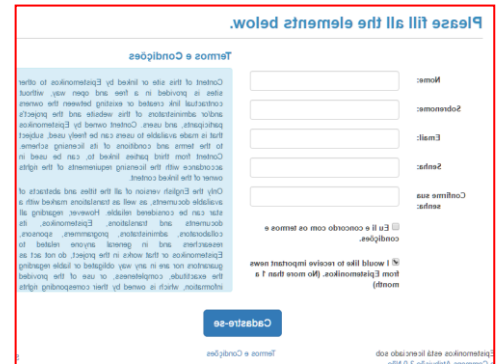 Please fill all the elements below.
Nome:
Sobrenome:
Email:
Senha:
Confirme sua
senha:
Eu li e concordo com os termos e
condições.
I would like to receive important news
from Epistemonikos. (No more than 1 a
month)
Termos e Condições
Content of this site or linked by Epistemonikos to other
sites is provided in a free and open way, without
contractual link created or existing between the owners
and/or administrators of this website and the project's
participants, and users. Content owned by Epistemonikos
that is made available to users can be freely used, subject
to the terms and conditions of its licensing scheme.
Content from third parties linked to, can be used in
accordance with the licensing requirements of the rights
owner of the linked content.
Only the English version of all the titles and abstracts of
available documents, as well as translations marked with a
star can be considered reliable. However, regarding all
documents and translations, Epistemonikos, its
collaborators, administrators, programmers, sponsors,
researchers and in general anyone related to
Epistemonikos or that works in the project, do not act as
guarantors nor are in any way obligated or liable regarding
the exactitude, completeness, or use of the provided
information, which is owned by their corresponding rights
Cadastre-se
Epistemonikos está licenciado sob
Termos e Condições